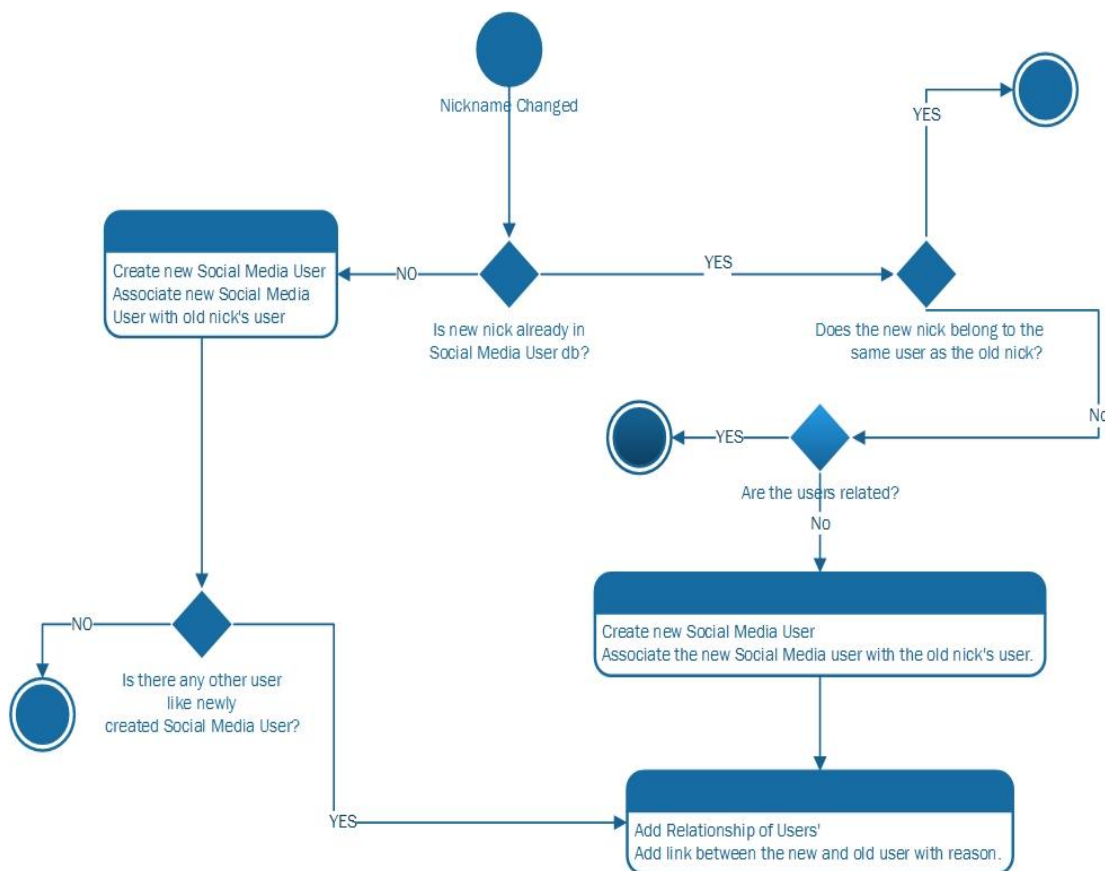 Nickname Changed
YES
Create new Social Media User
Associate new Social Media
User with old nick's user
NO
YES
Is new nick already in
Social Media User db?
Does the new nick belong to the
same user as the old nick?
No
YES
Are the users related?
No
Create new Social Media User
Associate the new Social Media user with the old nick's user.
NO
Is there any other user
like newly
created Social Media User?
YES
Add Relationship of Users'
Add link between the new and old user with reason.